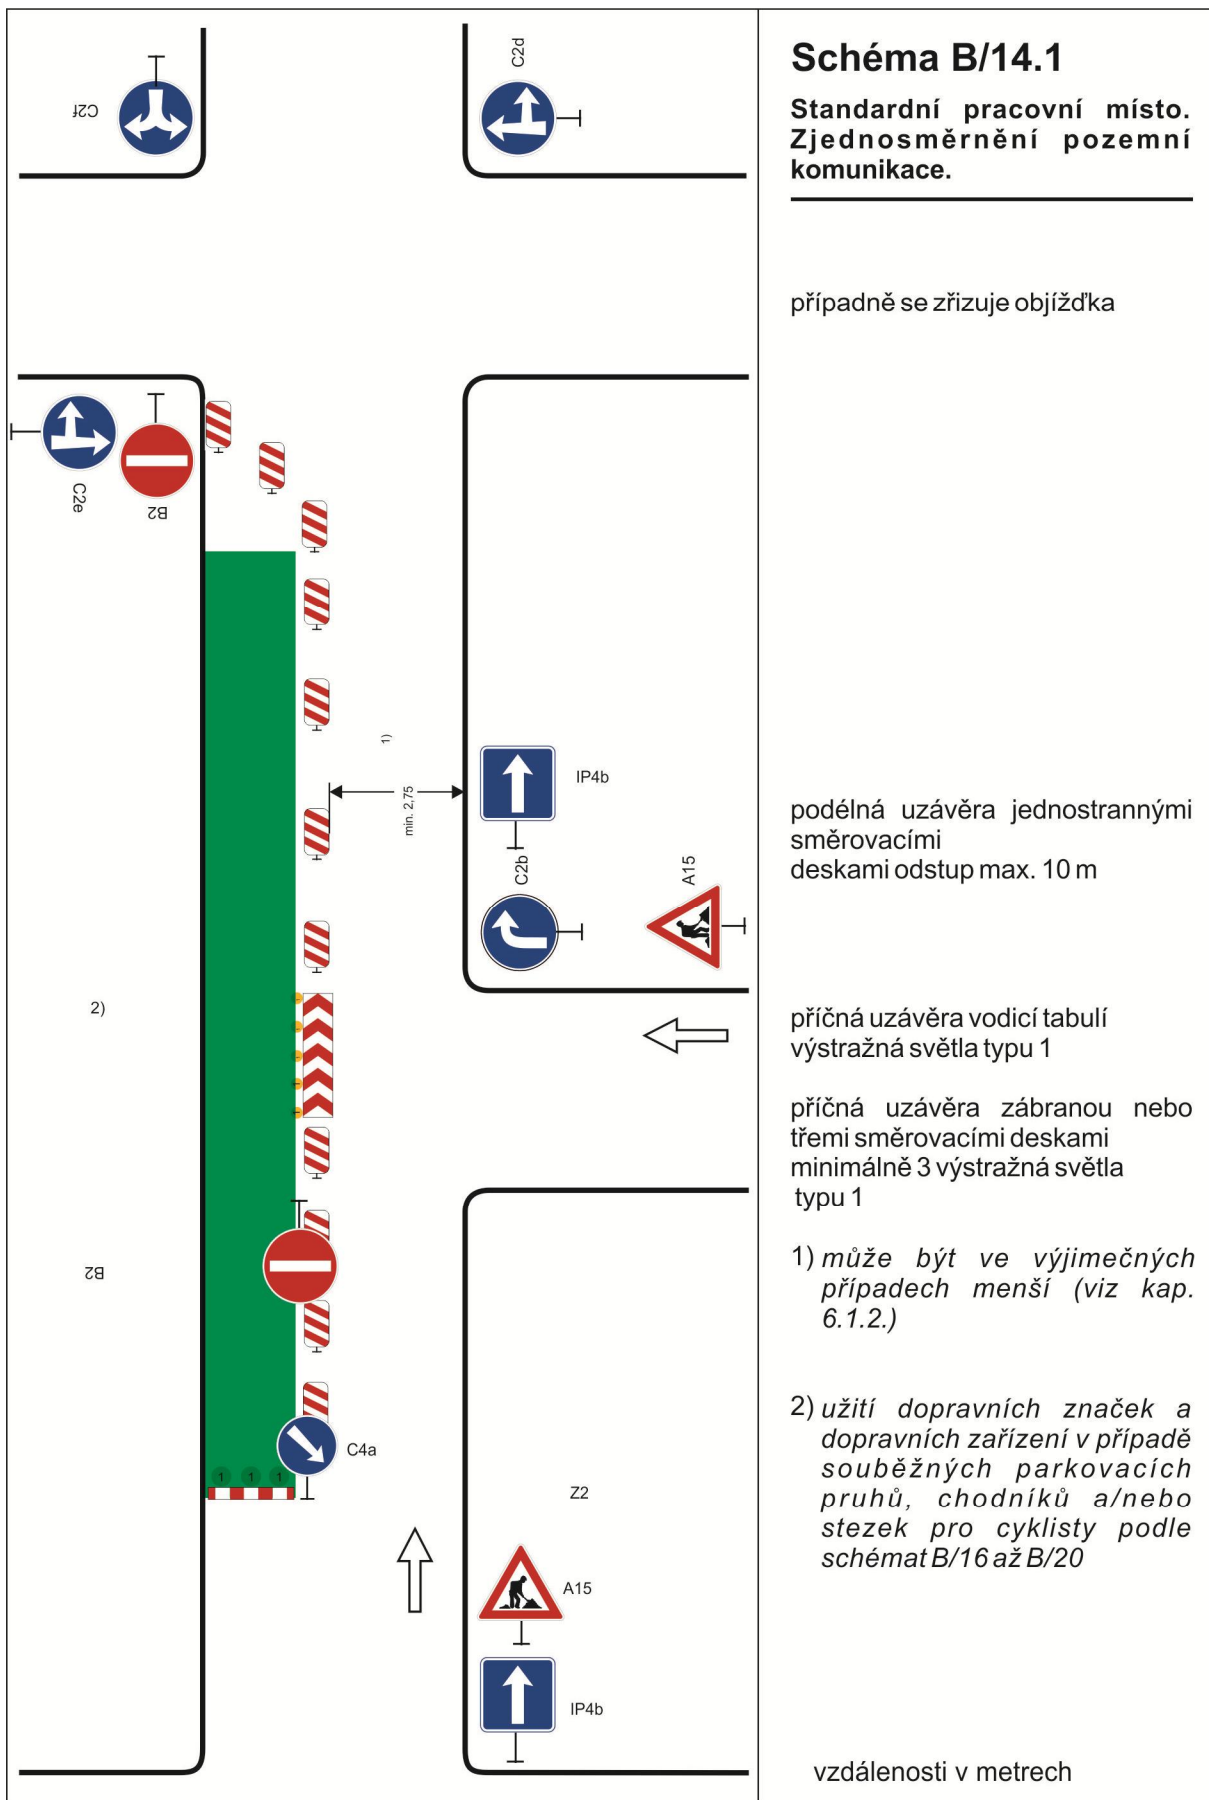 Schéma B/14.1
Standardní pracovní místo.
Zjednosměrnění pozemní
komunikace.
případně se zřizuje objížďka
podélná uzávěra jednostrannými
směrovacími
deskami odstup max. 10 m
příčná uzávěra vodicí tabulí
výstražná světla typu 1
příčná uzávěra zábranou nebo
třemi směrovacími deskami
minimálně 3 výstražná světla
typu 1
1) může být ve výjimečných
případech menší (viz kap.
6.1.2.)
2) užití dopravních značek a
dopravních zařízení v případě
souběžných parkovacích
pruhů, chodníků a/nebo
stezek pro cyklisty podle
schémat B/16 až B/20
vzdálenosti v metrech
C2f
C2d
C2e
B2
1)
min. 2,75
IP4b
C2b
A15
2)
B2
C4a
1 1 1
Z2
A15
IP4b